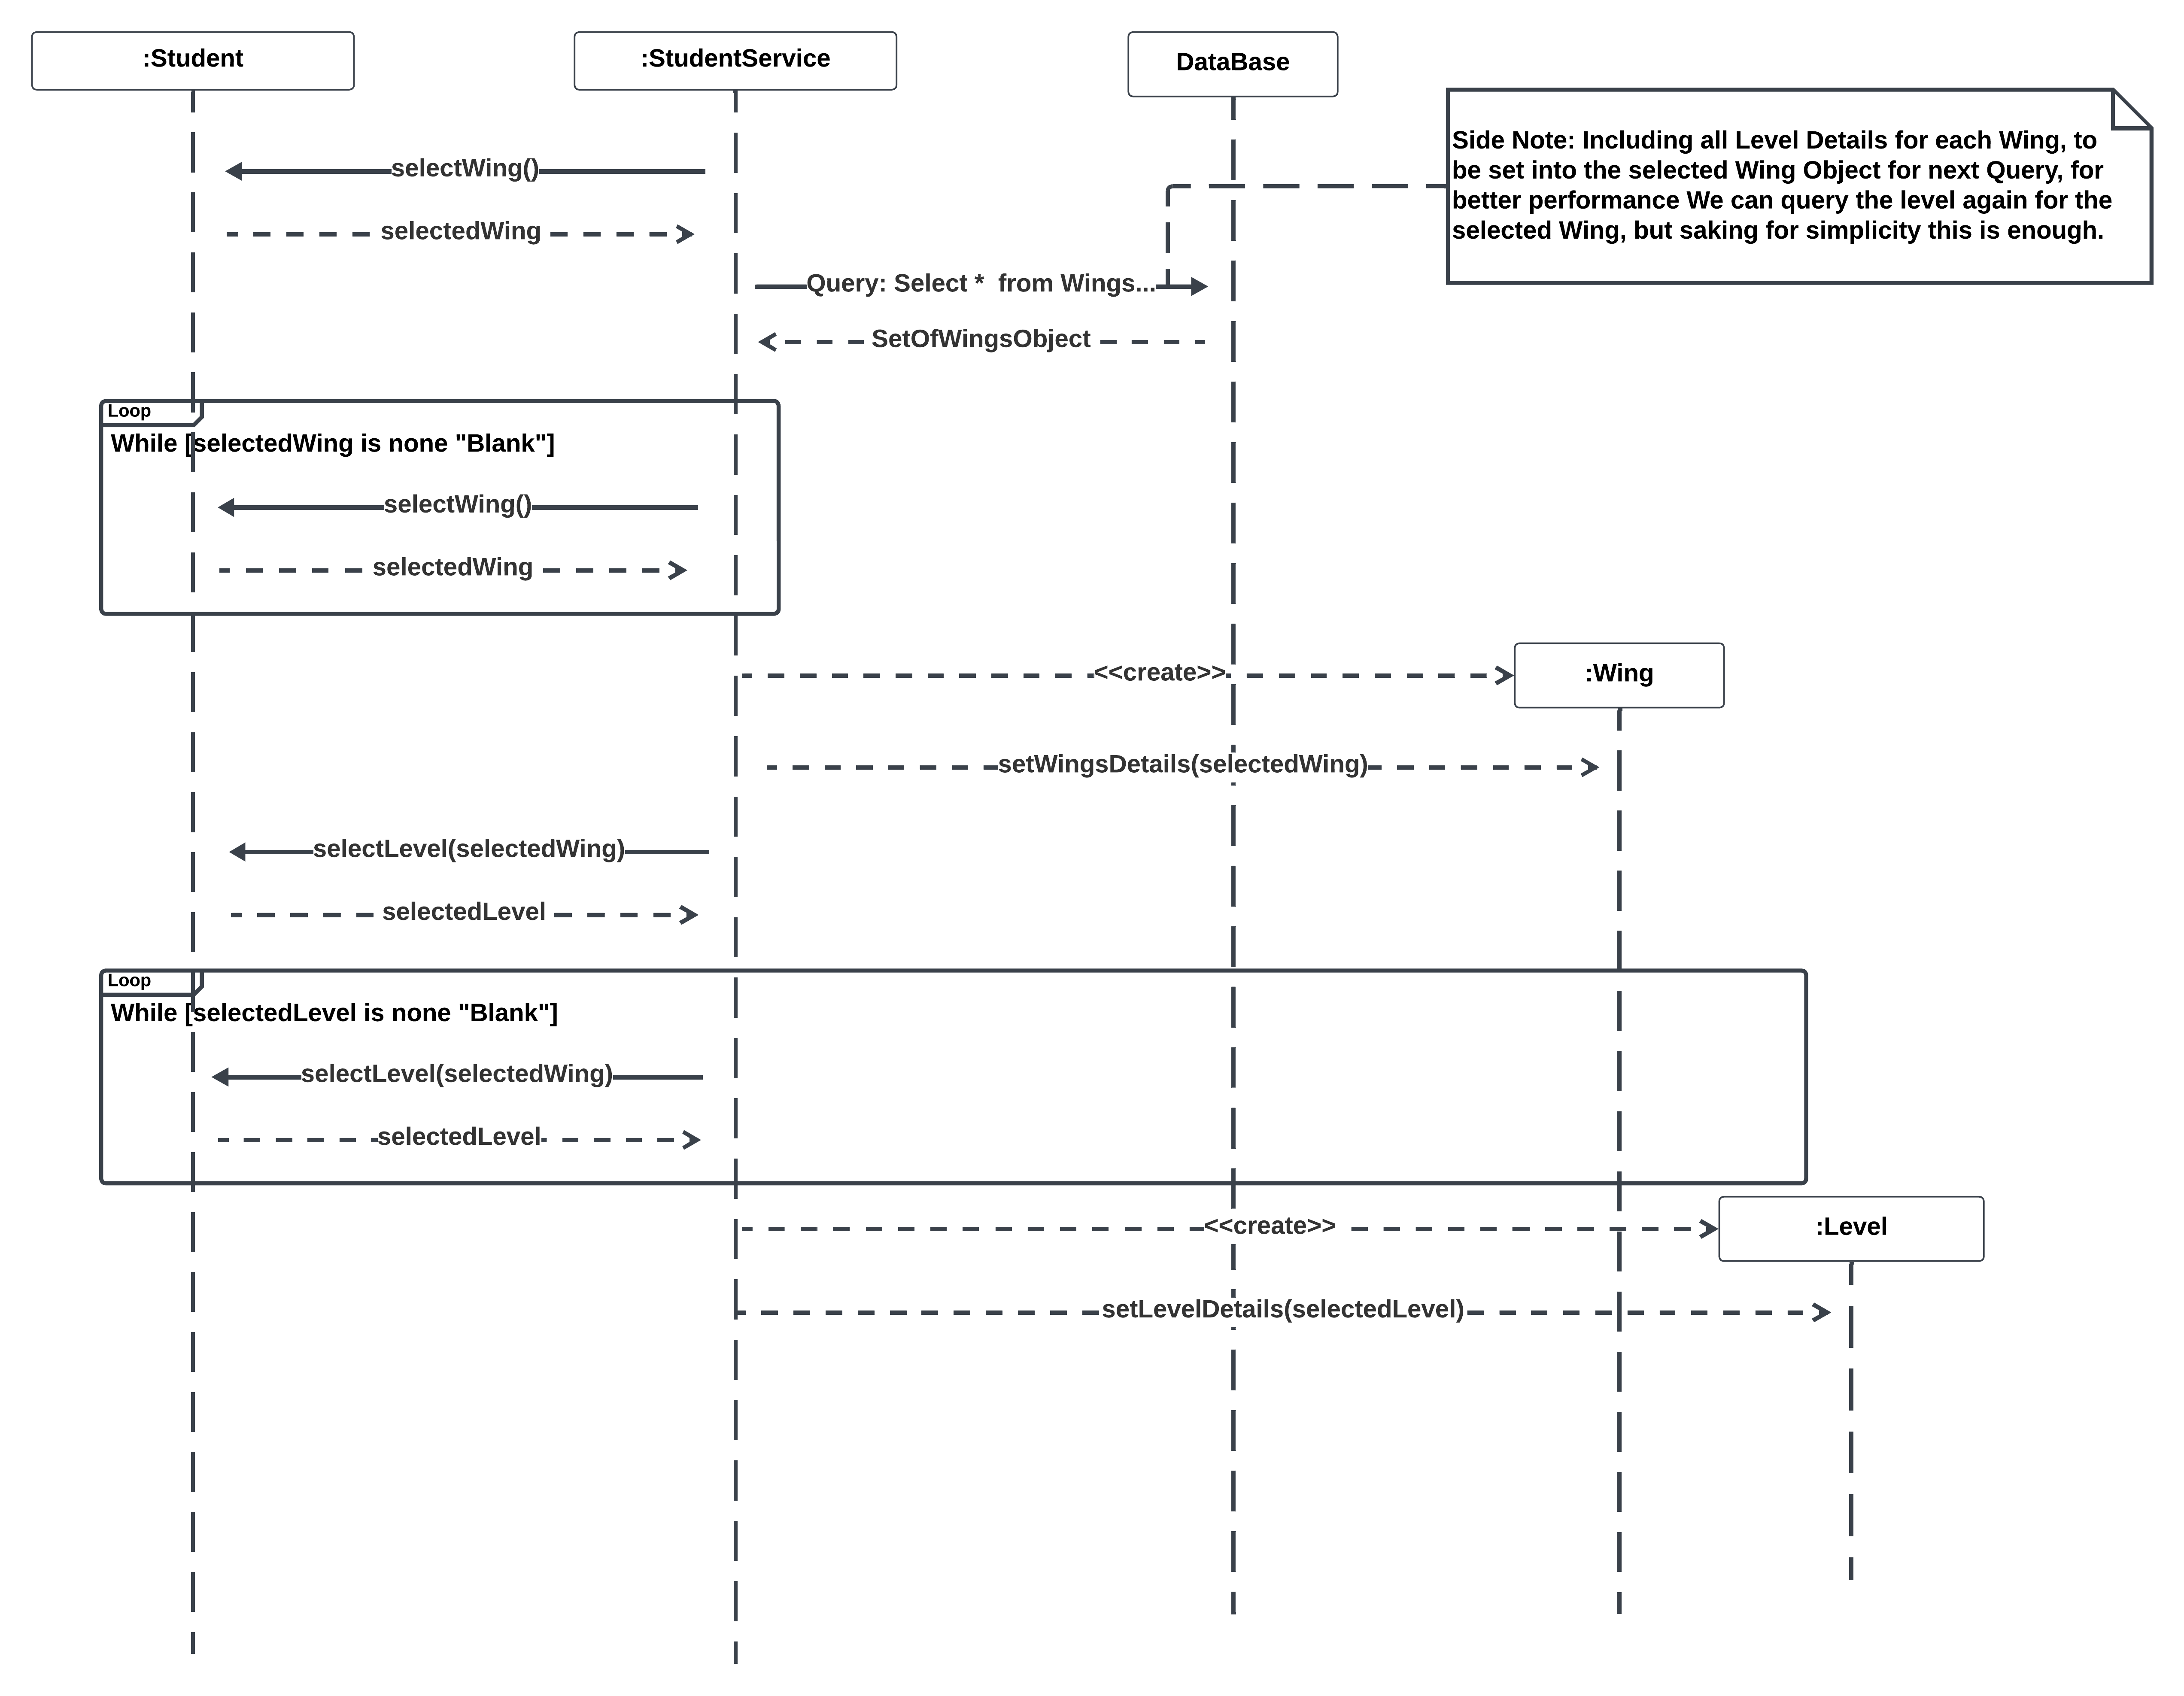 :Student
:StudentService
DataBase
Side Note: Including all Level Details for each Wing, to
be set into the selected Wing Object for next Query, for
better performance We can query the level again for the
selected Wing, but saking for simplicity this is enough.
selectWing()
selectedWing
Query: Select *  from Wings...
SetOfWingsObject
Loop
While [selectedWing is none "Blank"]
selectWing()
selectedWing
<<create>>
:Wing
setWingsDetails(selectedWing)
selectLevel(selectedWing)
selectedLevel
Loop
While [selectedLevel is none "Blank"]
selectLevel(selectedWing)
selectedLevel
<<create>>
:Level
setLevelDetails(selectedLevel)